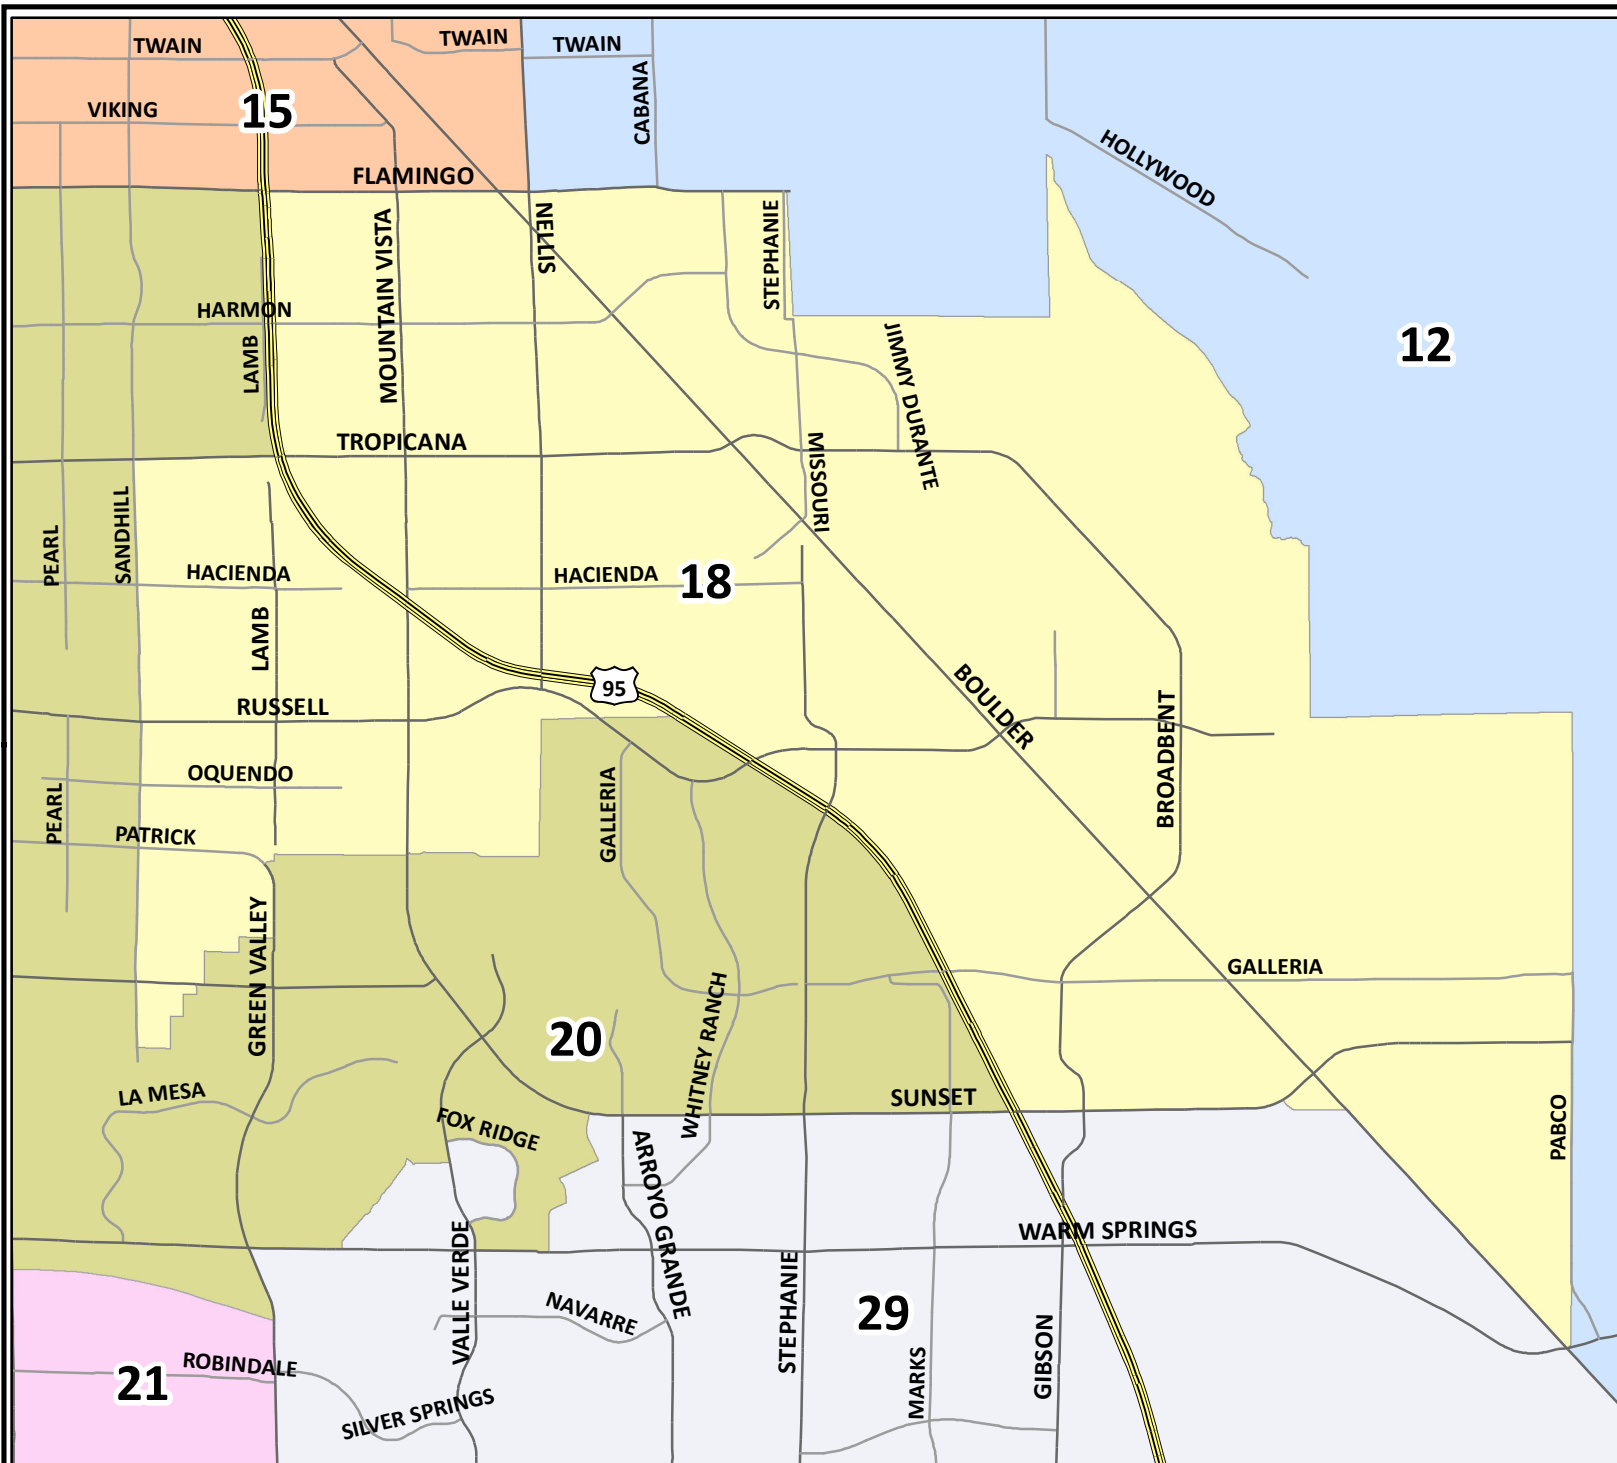 TWAIN
TWAIN
TWAIN
CABANA
VIKING
15
HOLLYWOOD
FLAMINGO
NELLIS
STEPHANIE
MOUNTAIN VISTA
HARMON
LAMB
JIMMY DURANTE
12
TROPICANA
MISSOURI
SANDHILL
PEARL
HACIENDA
HACIENDA
18
LAMB
95
BOULDER
BROADBENT
RUSSELL
OQUENDO
PEARL
PATRICK
GALLERIA
GREEN VALLEY
GALLERIA
WHITNEY RANCH
20
LA MESA
SUNSET
FOX RIDGE
PABCO
ARROYO GRANDE
WARM SPRINGS
VALLE VERDE
STEPHANIE
NAVARRE
29
GIBSON
MARKS
ROBINDALE
21
SILVER SPRINGS